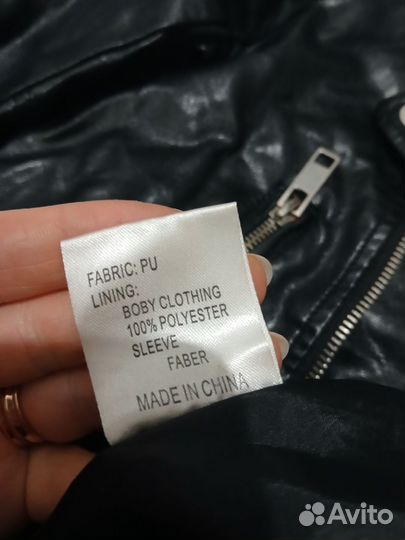 FABRIC: PU
LINING:
BOBY CLOTHING
100% POLYESTER
SLEEVE
FABER
MADE IN CHINA
Avito